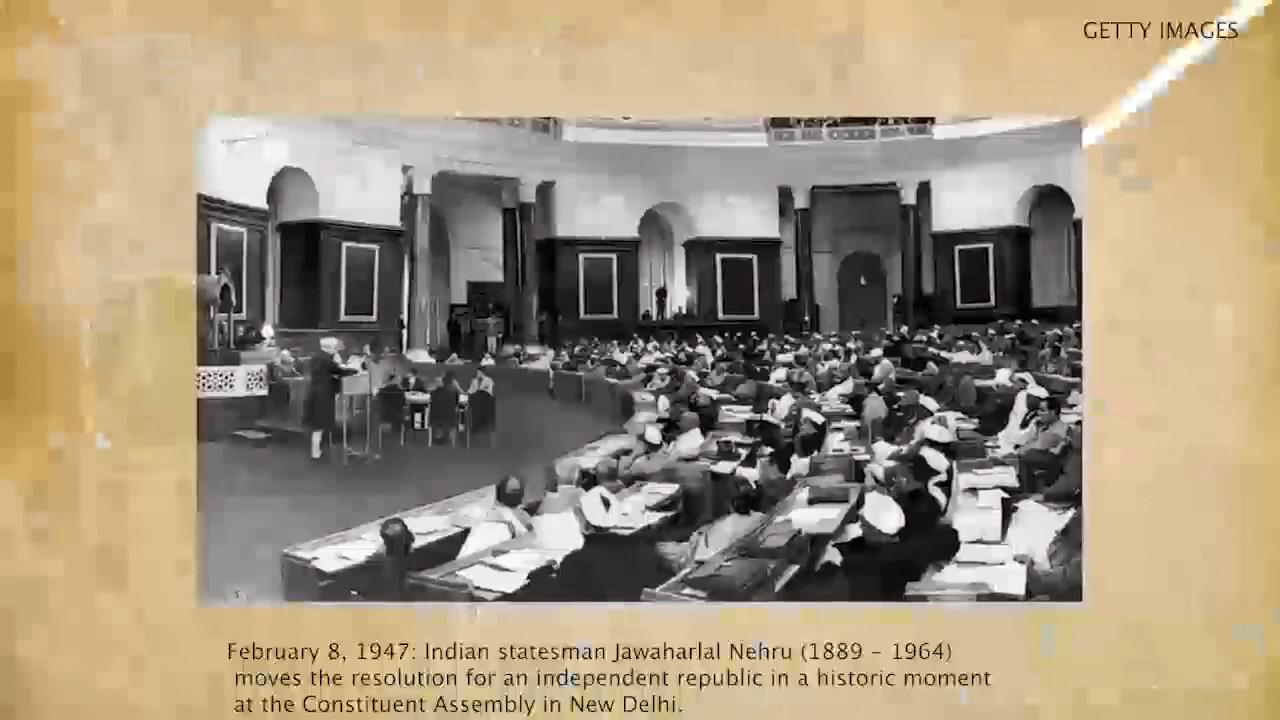 GETTY IMAGES
February 8, 1947: Indian statesman Jawaharlal Nehru (1889 – 1964)
moves the resolution for an independent republic in a historic moment
at the Constituent Assembly in New Delhi.